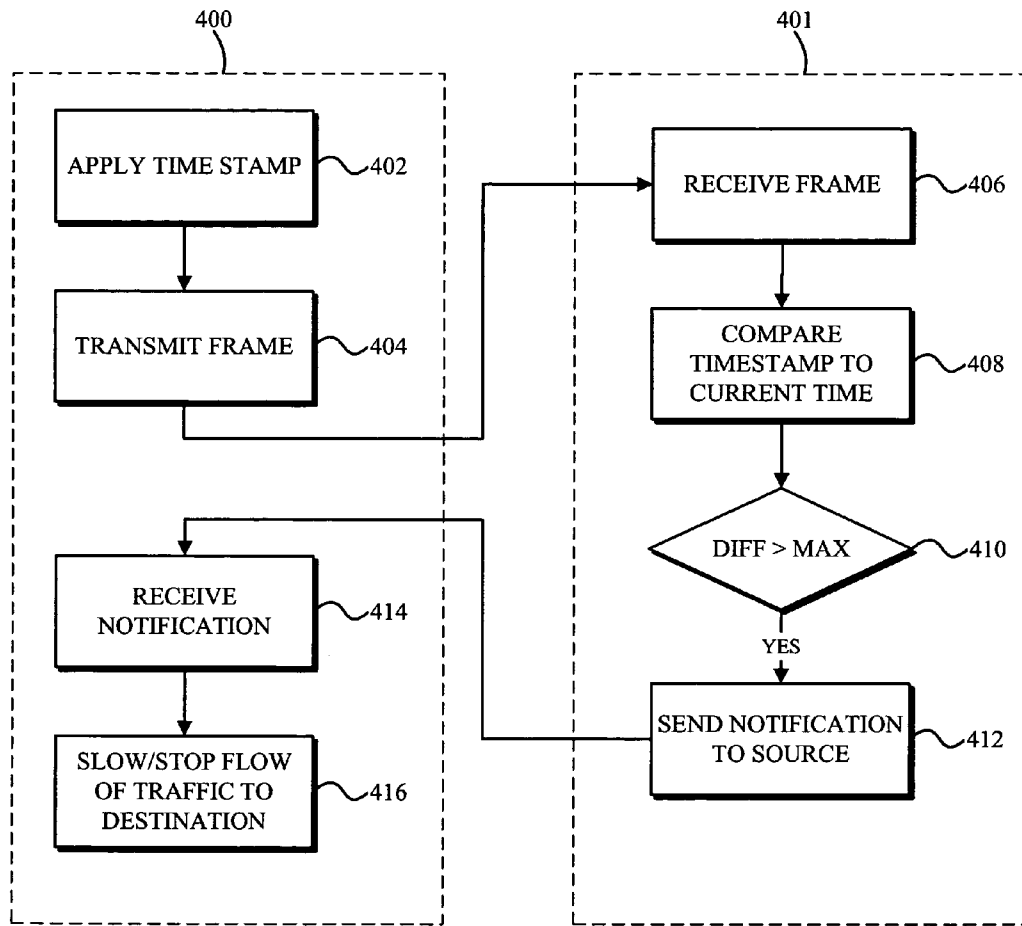 400
APPLY TIME STAMP
402
TRANSMIT FRAME
404
RECEIVE
NOTIFICATION
414
SLOW/STOP FLOW
OF TRAFFIC TO
DESTINATION
416
401
RECEIVE FRAME
406
COMPARE
TIMESTAMP TO
CURRENT TIME
408
DIFF > MAX
410
YES
SEND NOTIFICATION
TO SOURCE
412